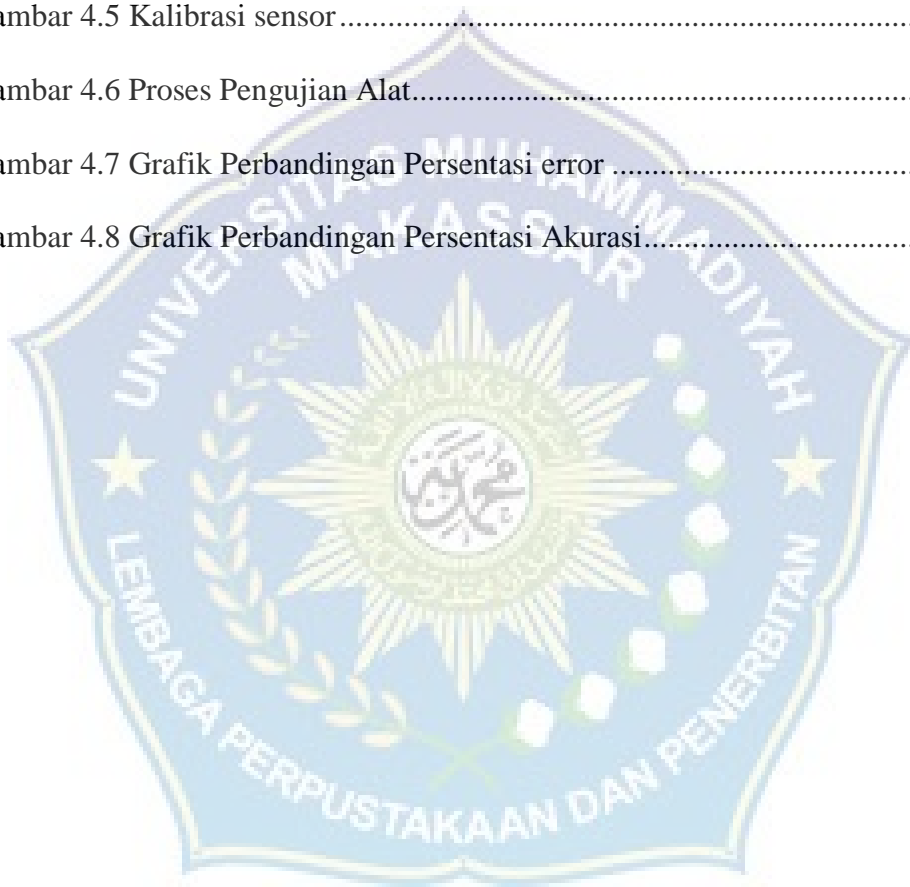 ambar 4.5 Kalibrasi sensor
ambar 4.6 Proses Pengujian Alat
ambar 4.7 Grafik Perbandingan Persentasi error
ambar 4.8 Grafik Perbandingan Persentasi Akurasi
UNIVERSITAS MUHAMMADIYAH
MAKASSAR
LEMBAGA PERPUSTAKAAN DAN PENERBITAN